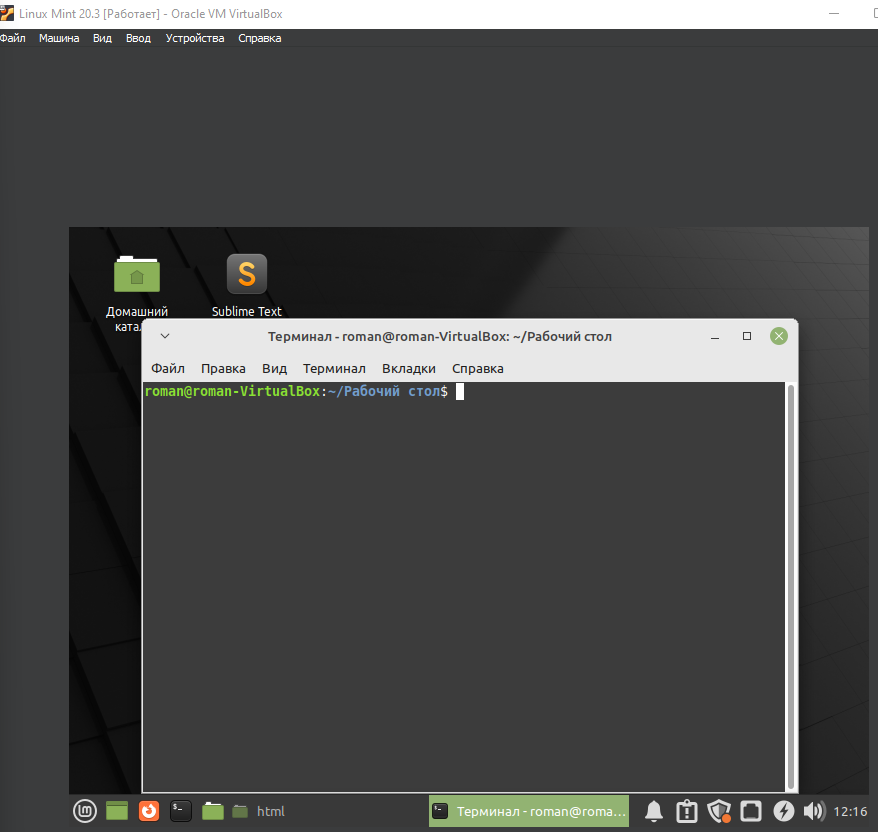 Linux Mint 20.3 [Работает] - Oracle VM VirtualBox
Файл Машина Вид Ввод Устройства Справка
Домашний
ката
Sublime Text
Терминал - roman@roman-VirtualBox: ~/Рабочий стол
Файл Правка Вид Терминал Вкладки Справка
roman@roman-VirtualBox:~/Рабочий стол$
html
Терминал - roman@roma...
12:16